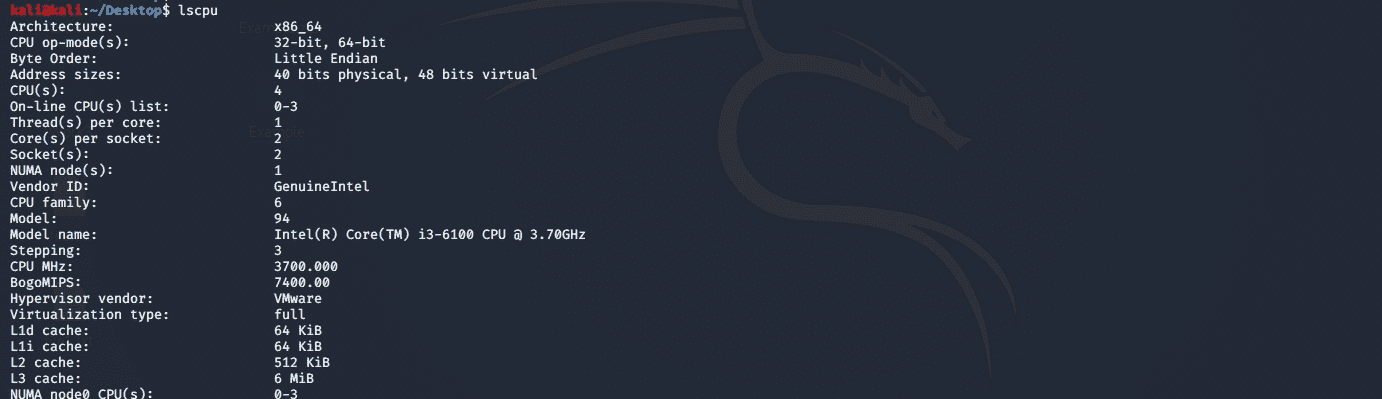 kali@kali:~/Desktop$ lscpu
Architecture: x86_64
CPU op-mode(s): 32-bit, 64-bit
Byte Order: Little Endian
Address sizes: 40 bits physical, 48 bits virtual
CPU(s): 4
On-line CPU(s) list: 0-3
Thread(s) per core: 1
Core(s) per socket: 2
Socket(s): 2
NUMA node(s): 1
Vendor ID: GenuineIntel
CPU family: 6
Model: 94
Model name: Intel(R) Core(TM) i3-6100 CPU @ 3.70GHz
Stepping: 3
CPU MHz: 3700.000
BogoMIPS: 7400.00
Hypervisor vendor: VMware
Virtualization type: full
L1d cache: 64 KiB
L1i cache: 64 KiB
L2 cache: 512 KiB
L3 cache: 6 MiB
NUMA node0 CPU(s): 0-3
Example